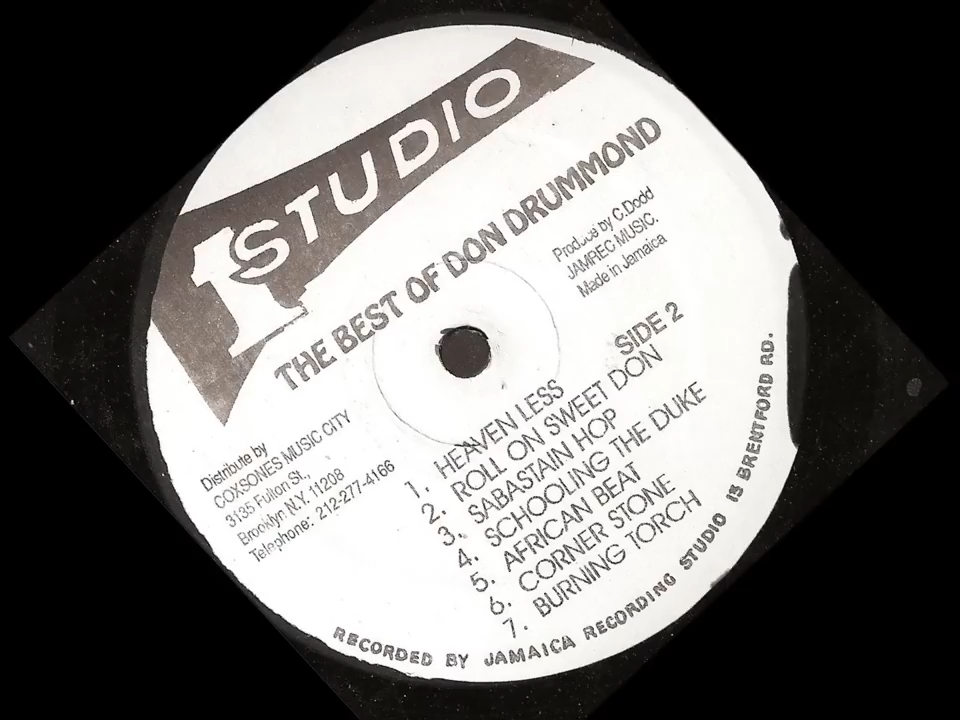 STUDIO
1
THE BEST OF DON DRUMMOND
Produce by C.Dodd
JAMREC MUSIC.
Made in Jamaica
SIDE 2
Distribute by
COXSONES MUSIC CITY
3135 Fulton St.,
Brooklyn N.Y. 11208
Telephone: 212-277-4166
1. HEAVEN LESS
2. ROLL ON SWEET DON
3. SABASTAIN HOP
4. SCHOOLING THE DUKE
5. AFRICAN BEAT
6. CORNER STONE
7. BURNING TORCH
RECORDED BY JAMAICA RECORDING STUDIO 13 BRENTFORD RD.